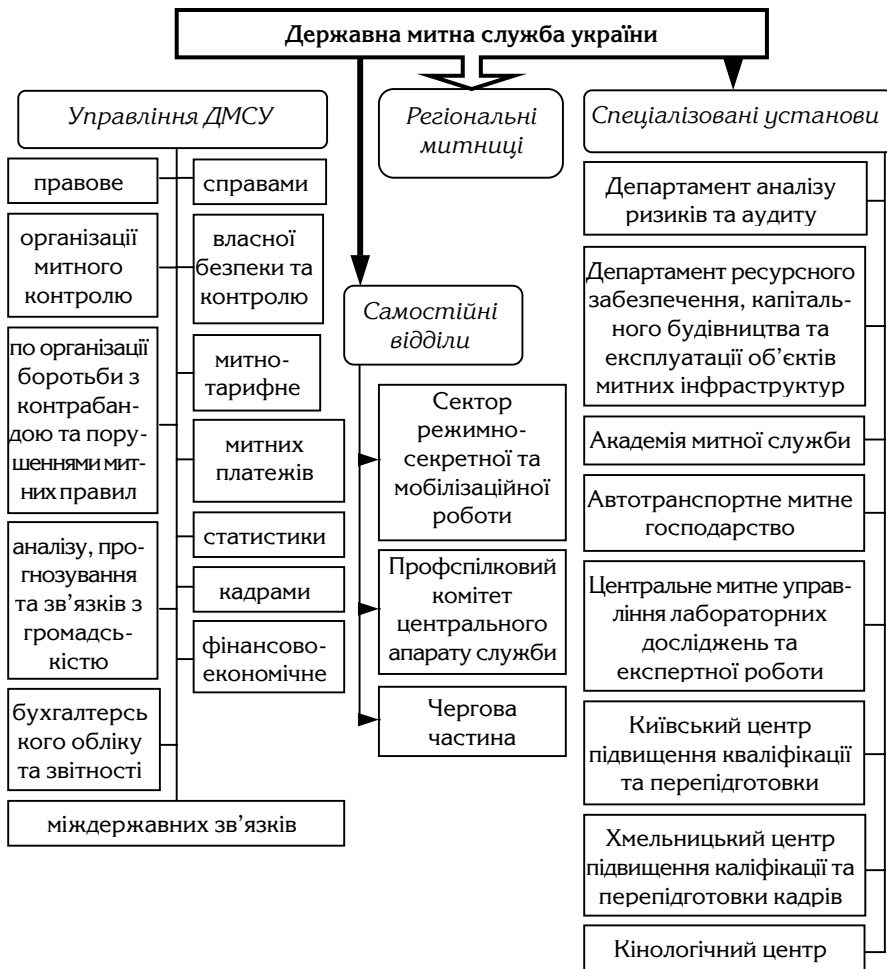 Державна митна служба україни
Управління ДМСУ
правове
справами
організації
митного
контролю
власної
безпеки та
контролю
по організації
боротьби з
контрабан-
дою та пору-
шеннями мит-
них правил
митно-
тарифне
митних
платежів
статистики
аналізу, про-
гнозування
та зв’язків з
громадсь-
кістю
кадрами
фінансово-
економічне
бухгалтерсь
кого обліку
та звітності
міждержавних зв’язків
Регіональні
митниці
Самостійні
відділи
Сектор
режимно-
секретної та
мобілізаційної
роботи
Профспілковий
комітет
центрального
апарату служби
Чергова
частина
Спеціалізовані установи
Департамент аналізу
ризиків та аудиту
Департамент ресурсного
забезпечення, капіталь-
ного будівництва та
експлуатації об’єктів
митних інфраструктур
Академія митної служби
Автотранспортне митне
господарство
Центральне митне управ-
ління лабораторних
досліджень та
експертної роботи
Київський центр
підвищення кваліфікації
та перепідготовки
Хмельницький центр
підвищення каліфікації та
перепідготовки кадрів
Кінологічний центр